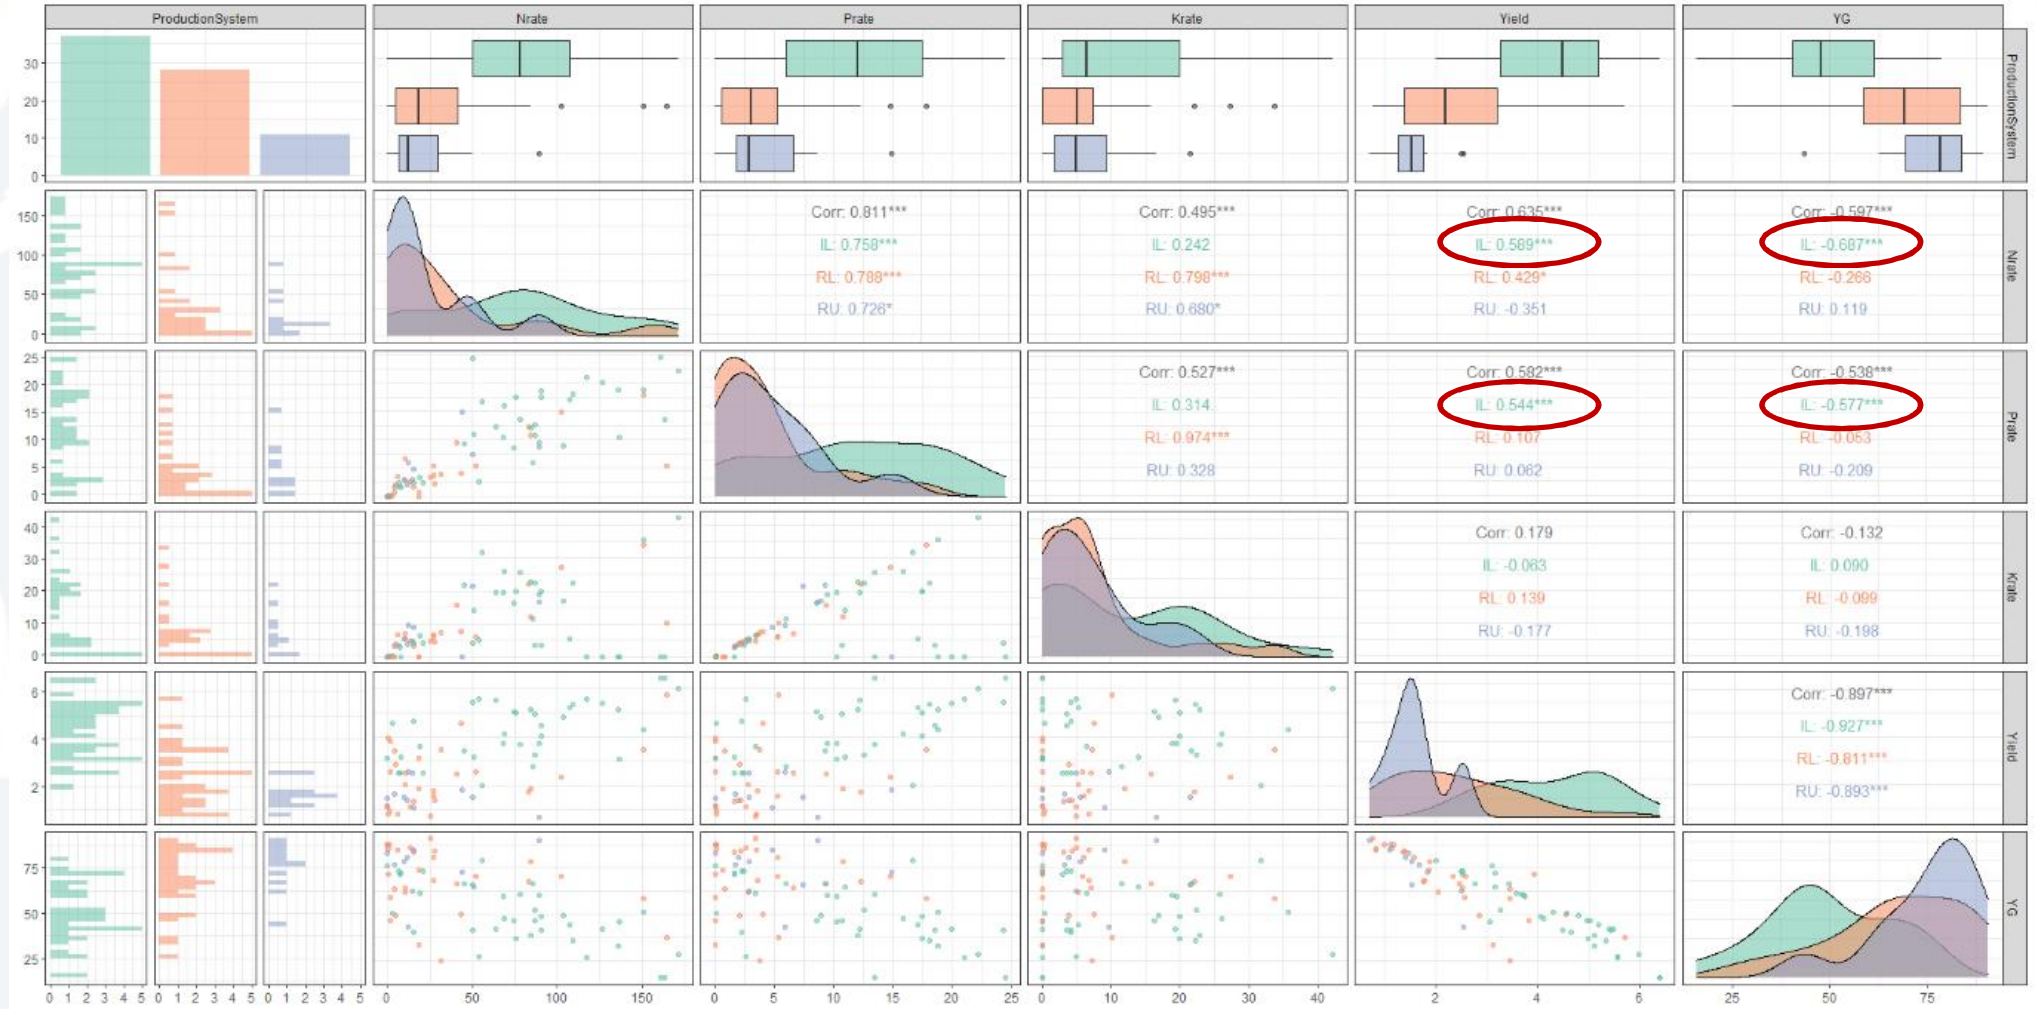 ProductionSystem Nrate Prate Krate Yield YG
30
20
10
0
ProductionSystem
Corr: 0.811*** Corr: 0.495*** Corr: 0.635*** Corr: -0.597***
IL: 0.758*** IL: 0.242 IL: 0.589*** IL: -0.687***
RL: 0.788*** RL: 0.798*** RL: 0.429* RL: -0.266
RU: 0.726* RU: 0.680* RU: -0.351 RU: 0.119
150
100
50
0
Nrate
Corr: 0.527*** Corr: 0.582*** Corr: -0.538***
IL: 0.314. IL: 0.544*** IL: -0.577***
RL: 0.974*** RL: 0.107 RL: -0.053
RU: 0.328 RU: 0.062 RU: -0.209
25
20
15
10
5
0
Prate
Corr: 0.179 Corr: -0.132
IL: -0.063 IL: 0.090
RL: 0.139 RL: -0.099
RU: -0.177 RU: -0.198
40
30
20
10
0
Krate
Corr: -0.897***
IL: -0.927***
RL: -0.811***
RU: -0.893***
6
4
2
Yield
75
50
25
YG
0 1 2 3 4 5 0 1 2 3 4 5 0 1 2 3 4 5 0 50 100 150 0 5 10 15 20 25 0 10 20 30 40 2 4 6 25 50 75